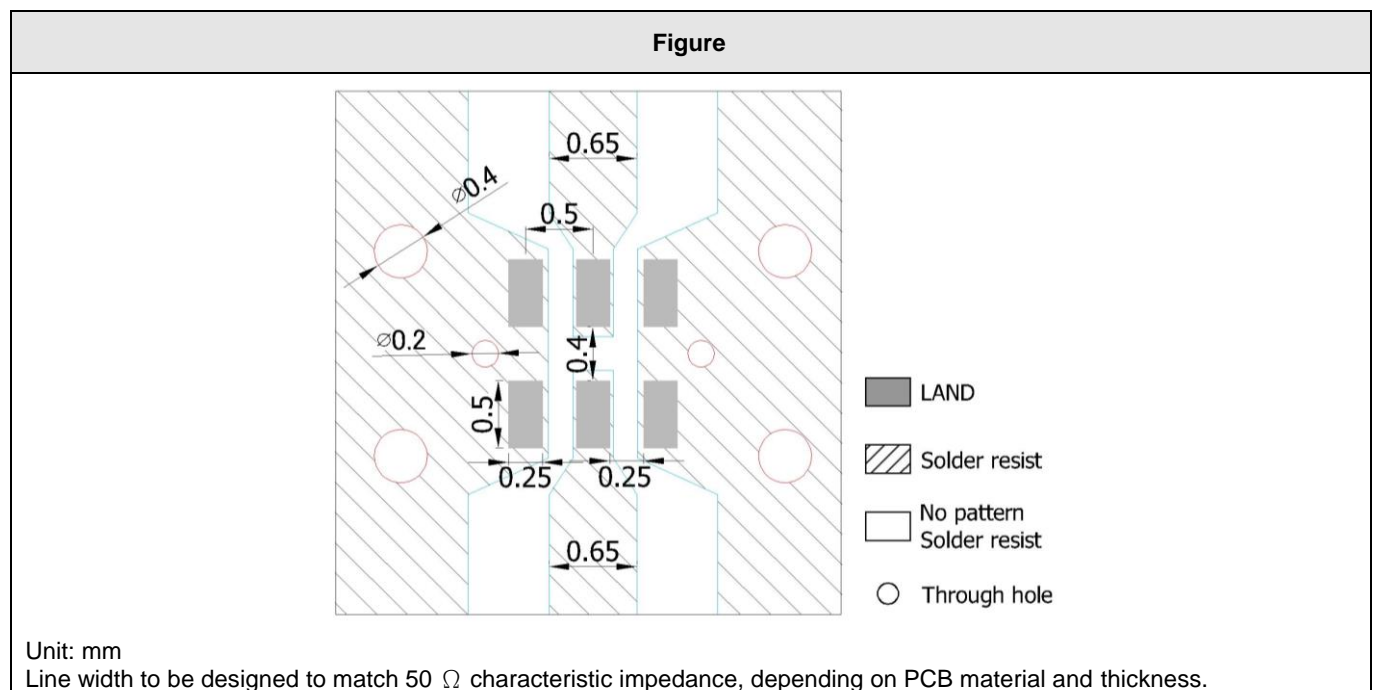 Figure
0.65
⌀0.4
0.5
⌀0.2
0.4
0.5
0.25
0.25
0.65
LAND
Solder resist
No pattern
Solder resist
Through hole
Unit: mm
Line width to be designed to match 50 Ω characteristic impedance, depending on PCB material and thickness.